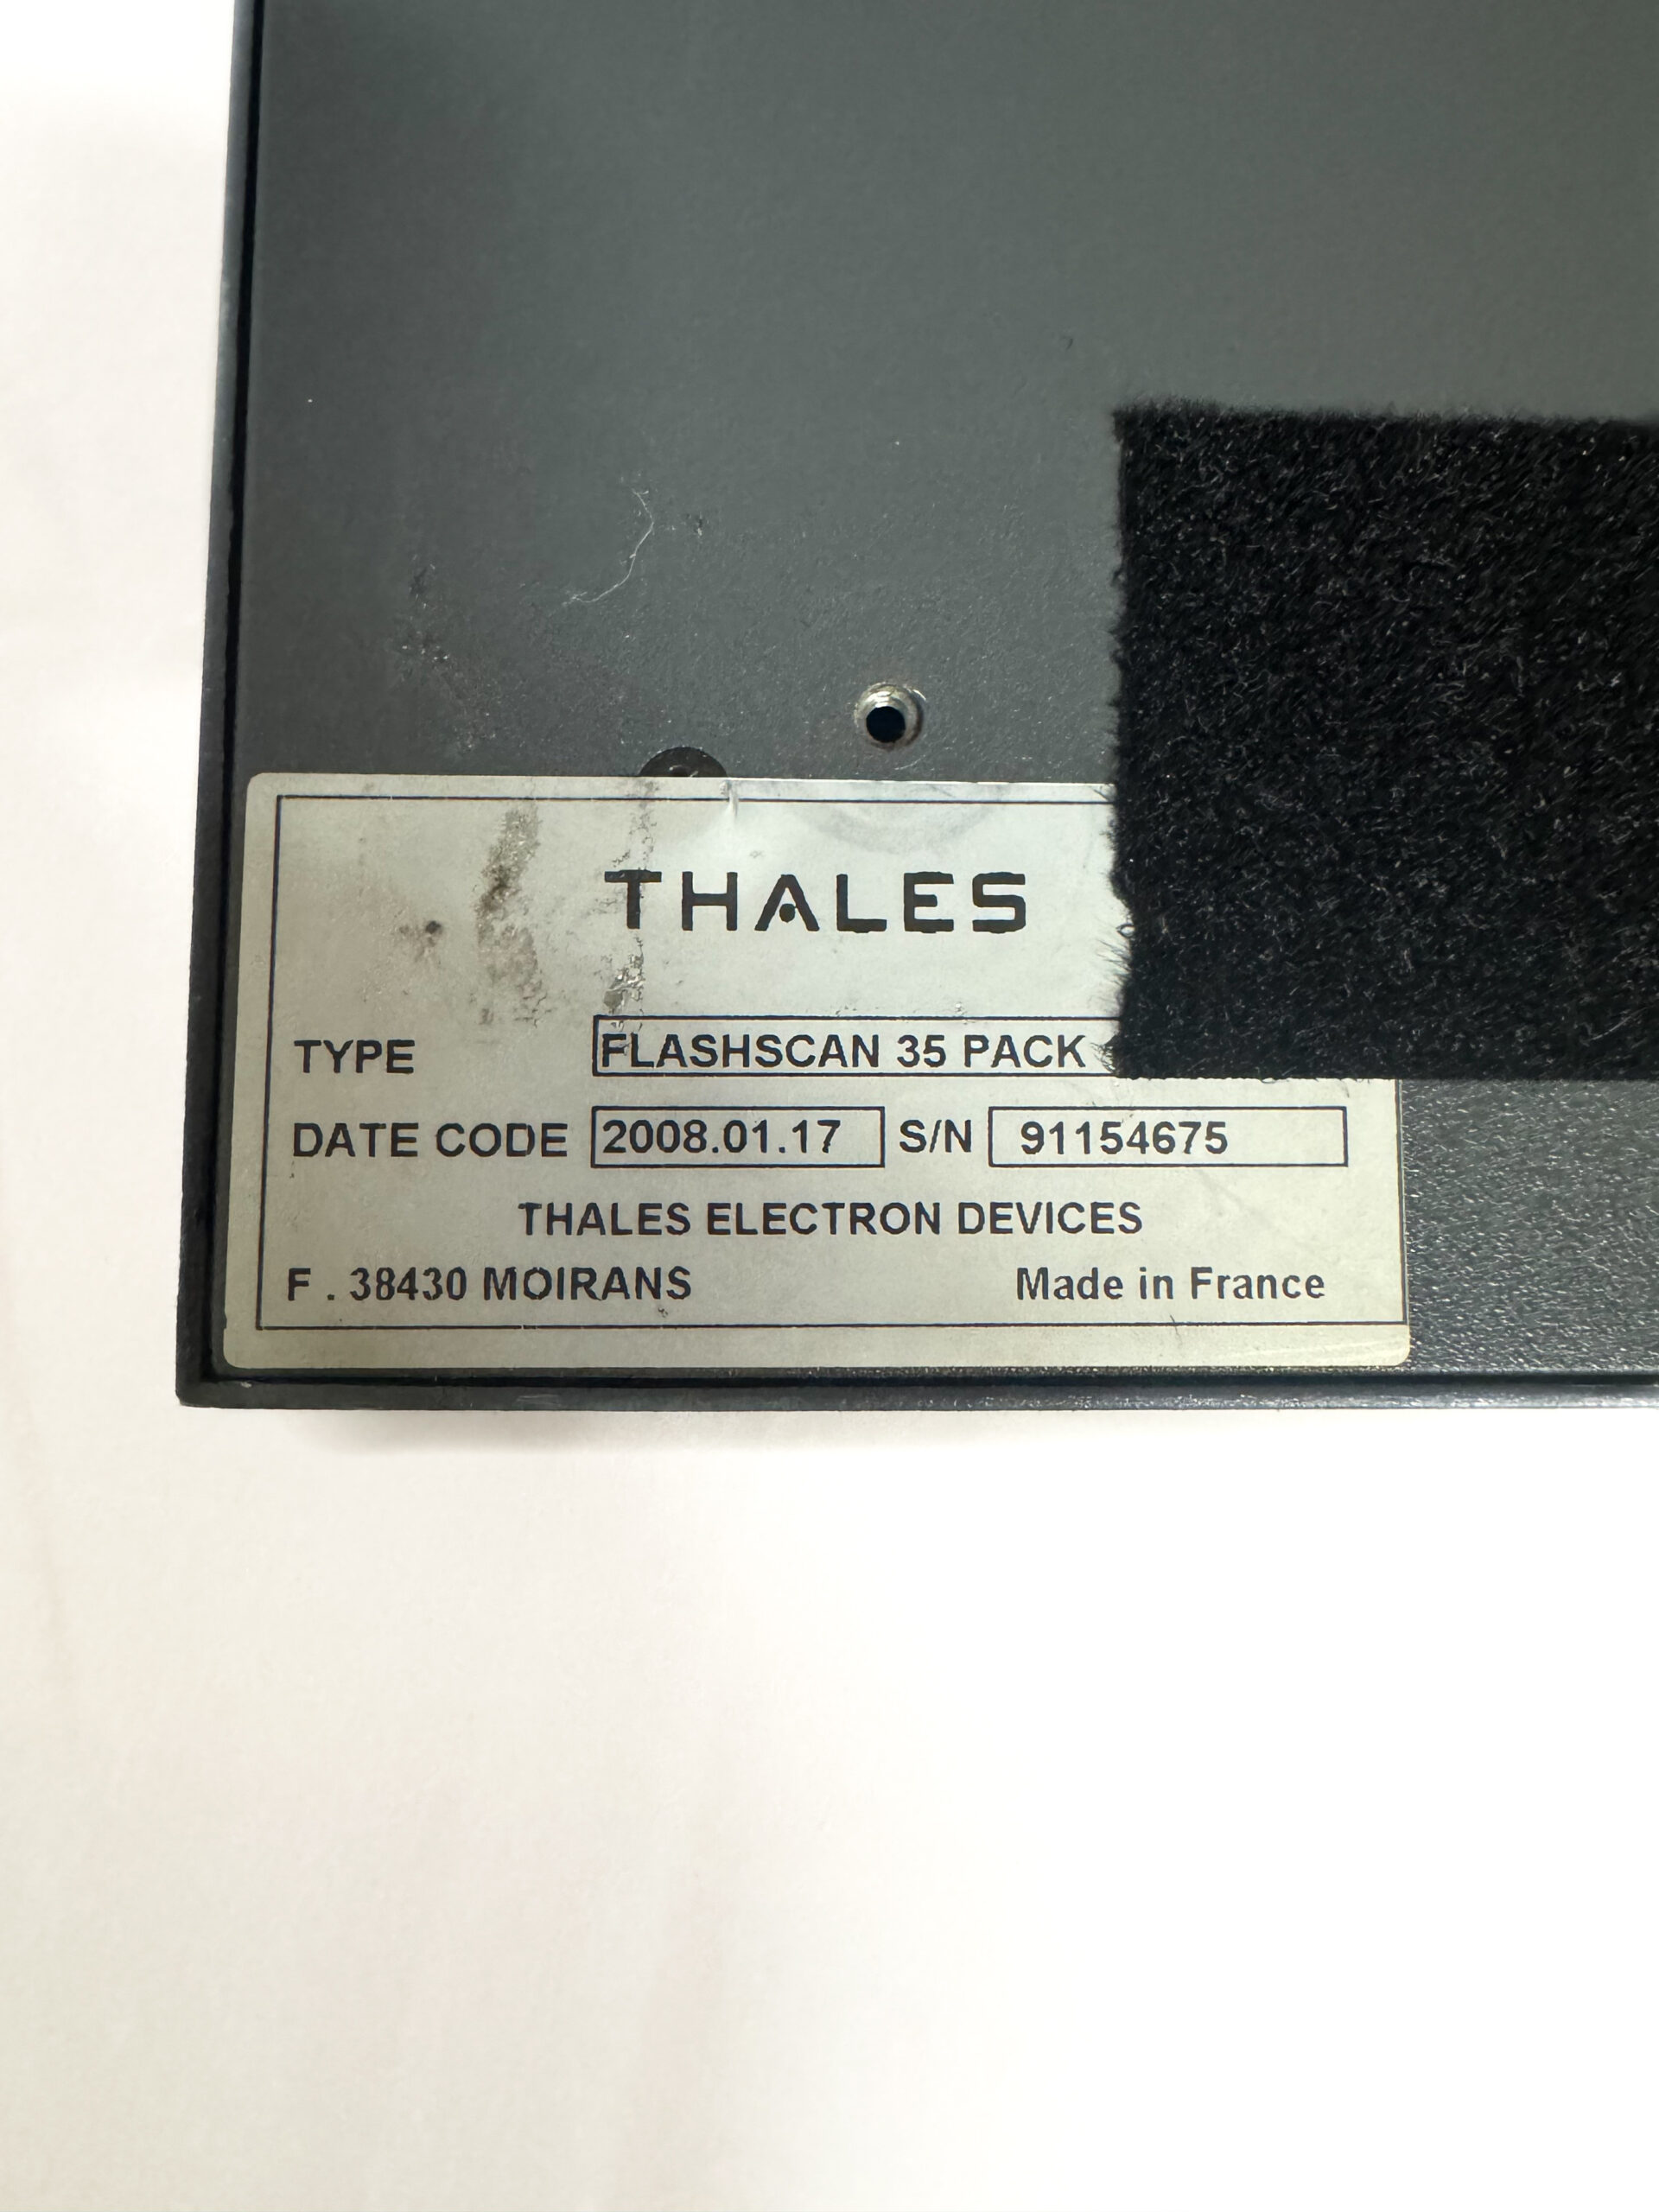 THALES
TYPE FLASHSCAN 35 PACK
DATE CODE 2008.01.17 S/N 91154675
THALES ELECTRON DEVICES
F . 38430 MOIRANS Made in France